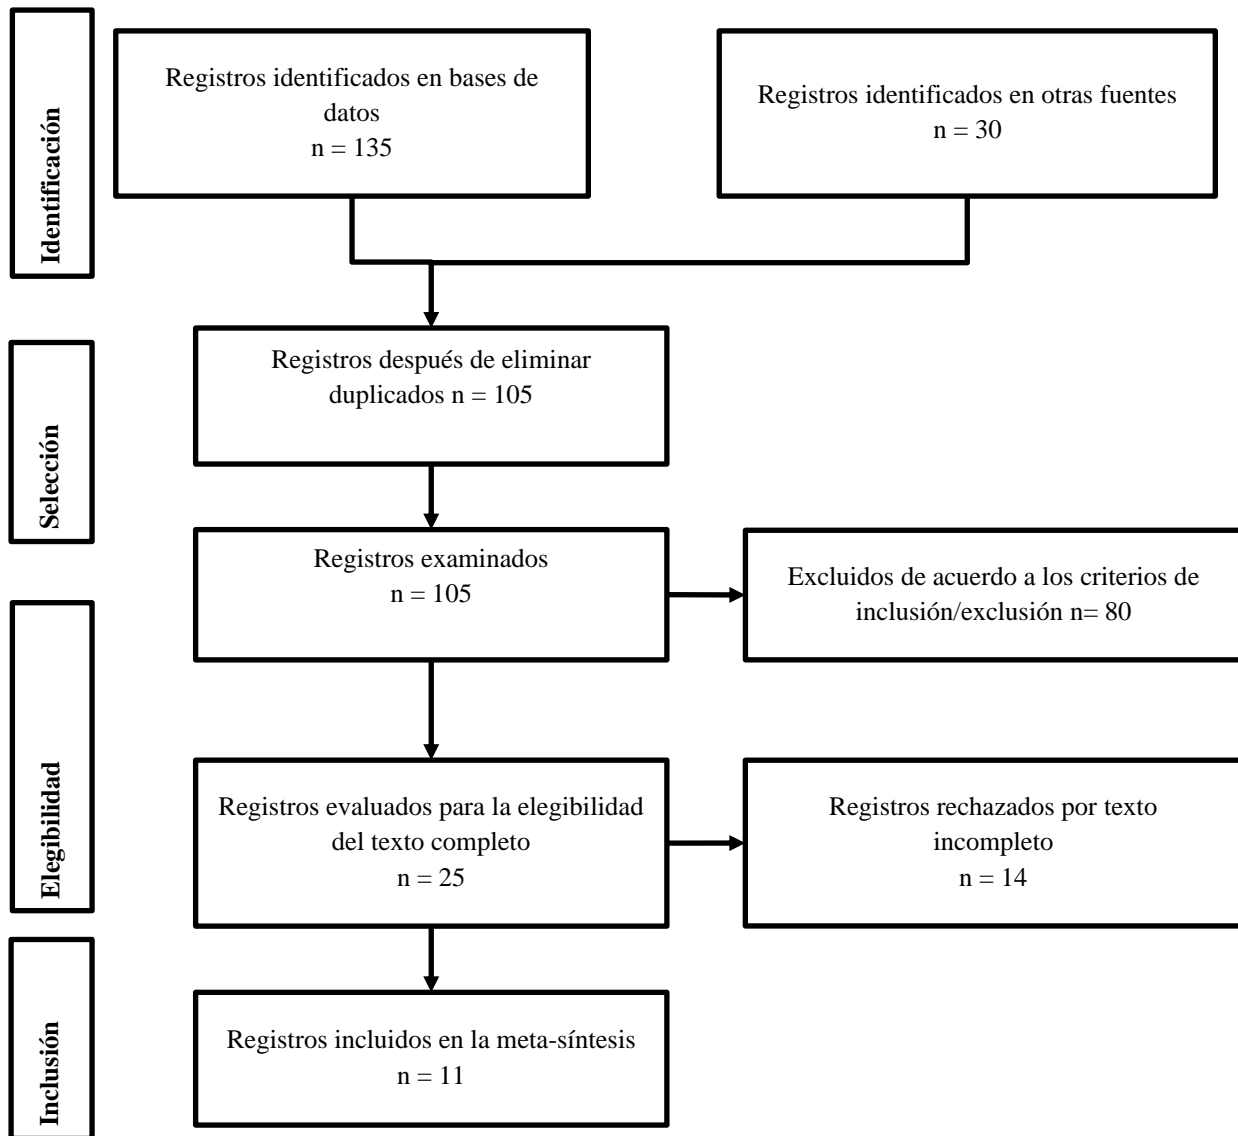 Identificación
Registros identificados en bases de
datos
n = 135
Registros identificados en otras fuentes
n = 30
Selección
Registros después de eliminar
duplicados n = 105
Registros examinados
n = 105
Excluidos de acuerdo a los criterios de
inclusión/exclusión n= 80
Elegibilidad
Registros evaluados para la elegibilidad
del texto completo
n = 25
Registros rechazados por texto
incompleto
n = 14
Inclusión
Registros incluidos en la meta-síntesis
n = 11